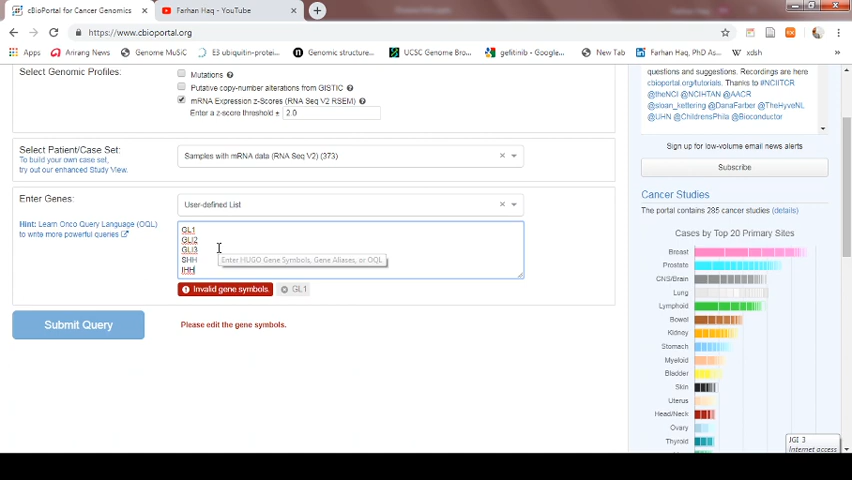 cBioPortal for Cancer Genomics
Farhan Haq - YouTube
https://www.cbioportal.org
Apps
Arirang News
Genome MuSiC
E3 ubiquitin-protei...
Genomic structure...
UCSC Genome Brow
gefitinib - Google...
New Tab
Farhan Haq, PhD As...
xdsh
Select Genomic Profiles:
Mutations
Putative copy-number alterations from GISTIC
mRNA Expression z-Scores (RNA Seq V2 RSEM)
Enter a z-score threshold ± 2.0
Select Patient/Case Set:
To build your own case set,
try out our enhanced Study View.
Samples with mRNA data (RNA Seq V2) (373)
Enter Genes:
User-defined List
Hint: Learn Onco Query Language (OQL)
to write more powerful queries
GL1
GLI2
GLI3
SHH
IHH
Enter HUGO Gene Symbols, Gene Aliases, or OQL
Invalid gene symbols.
GL1
Submit Query
Please edit the gene symbols.
questions and suggestions. Recordings are here
cbioportal.org/tutorials. Thanks to #NCIITCR
@theNCI @NCIHTAN @AACR
@sloan_kettering @DanaFarber @TheHyveNL
@UHN @ChildrensPhila @Bioconductor
Sign up for low-volume email news alerts
Subscribe
Cancer Studies
The portal contains 285 cancer studies (details)
Cases by Top 20 Primary Sites
Breast
Prostate
CNS/Brain
Lung
Lymphoid
Bowel
Kidney
Stomach
Myeloid
Bladder
Skin
Uterus
Head/Neck
Ovary
Thyroid
JGI 3
Internet access